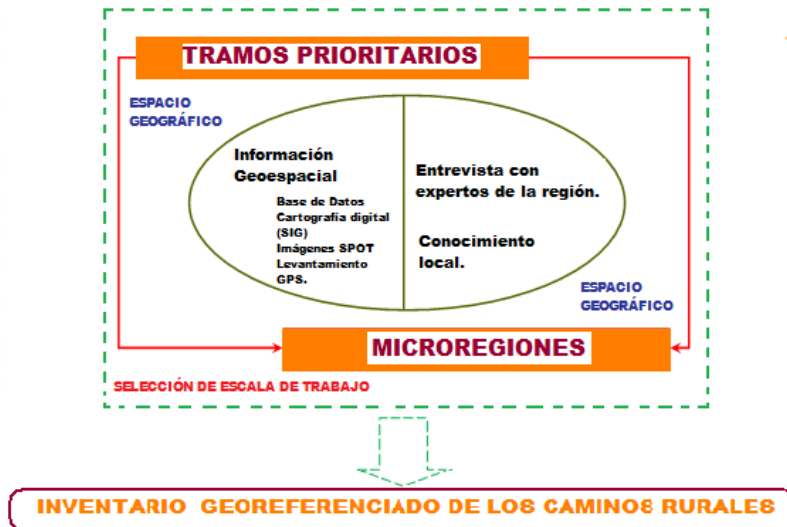 TRAMOS PRIORITARIOS
ESPACIO
GEOGRÁFICO
Información
Geoespacial
Base de Datos
Cartografía digital
(SIG)
Imágenes SPOT
Levantamiento
GPS.
Entrevista con
expertos de la región.
Conocimiento
local.
ESPACIO
GEOGRÁFICO
MICROREGIONES
SELECCIÓN DE ESCALA DE TRABAJO
INVENTARIO GEOREFERENCIADO DE LOS CAMINOS RURALES